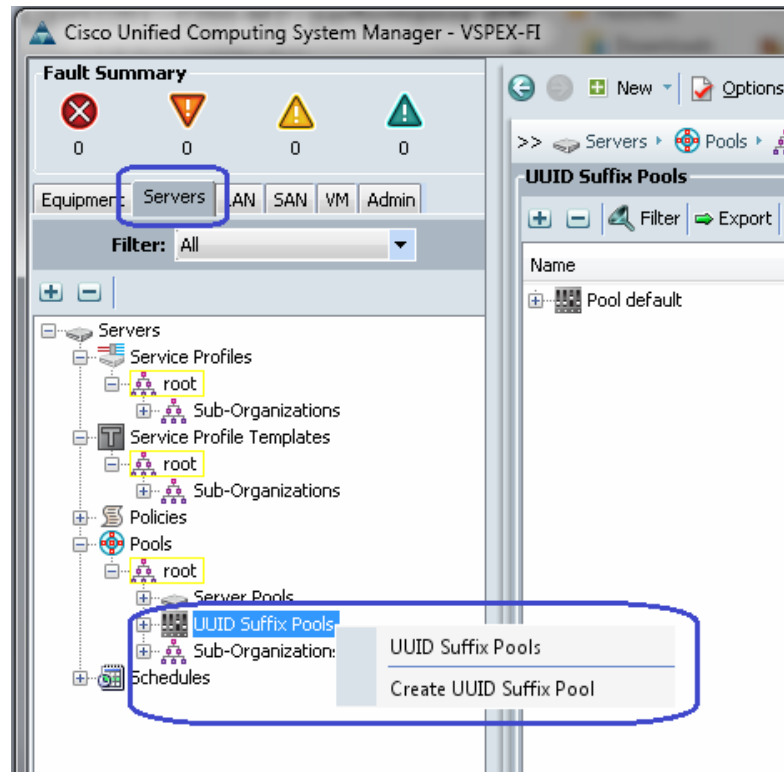 Cisco Unified Computing System Manager - VSPEX-FI
Fault Summary
0 0 0 0
Equipment Servers LAN SAN VM Admin
Filter: All
Servers
Service Profiles
root
Sub-Organizations
Service Profile Templates
root
Sub-Organizations
Policies
Pools
root
Server Pools
UUID Suffix Pools
Sub-Organizations
Schedules
UUID Suffix Pools
Create UUID Suffix Pool
New Options
>> Servers Pools
UUID Suffix Pools
Filter Export
Name
Pool default